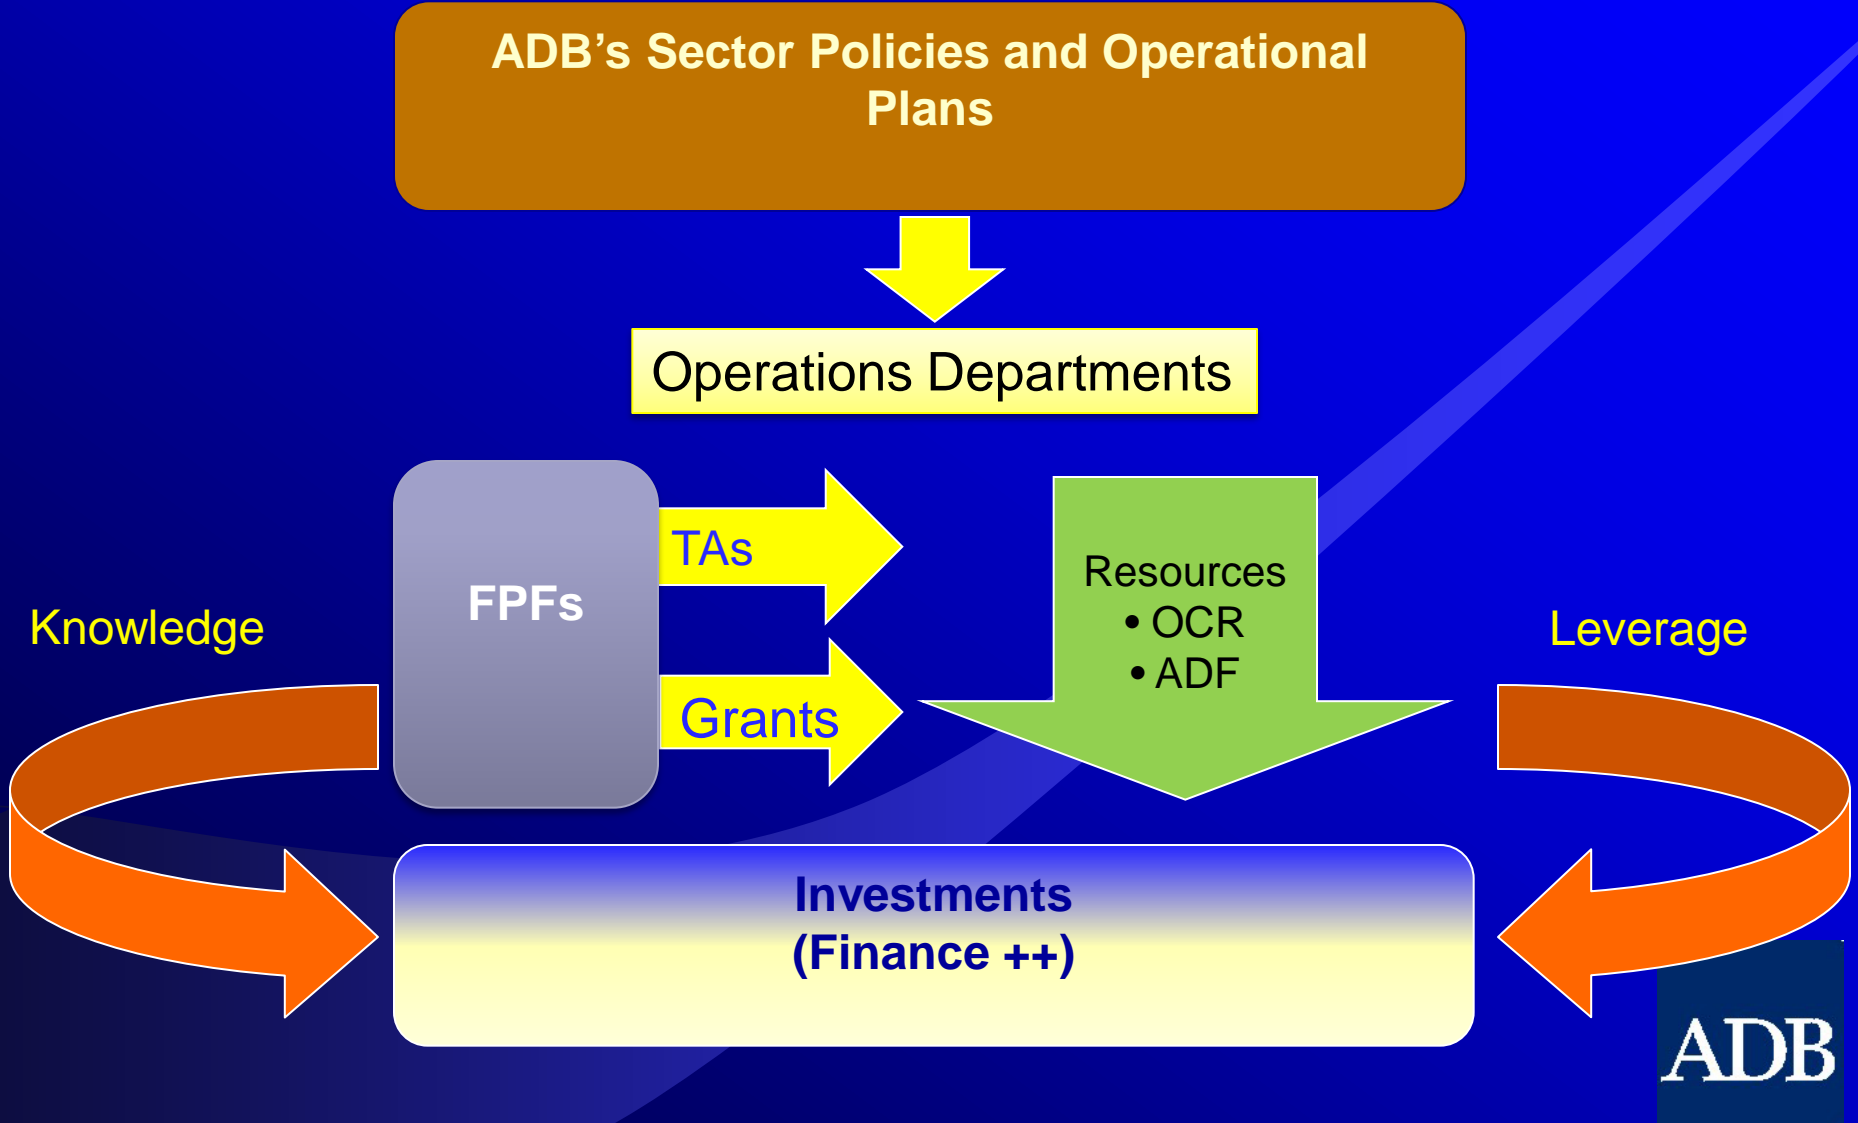 ADB’s Sector Policies and Operational
Plans
Operations Departments
FPFs
TAs
Grants
Resources
• OCR
• ADF
Knowledge
Leverage
Investments
(Finance ++)
ADB